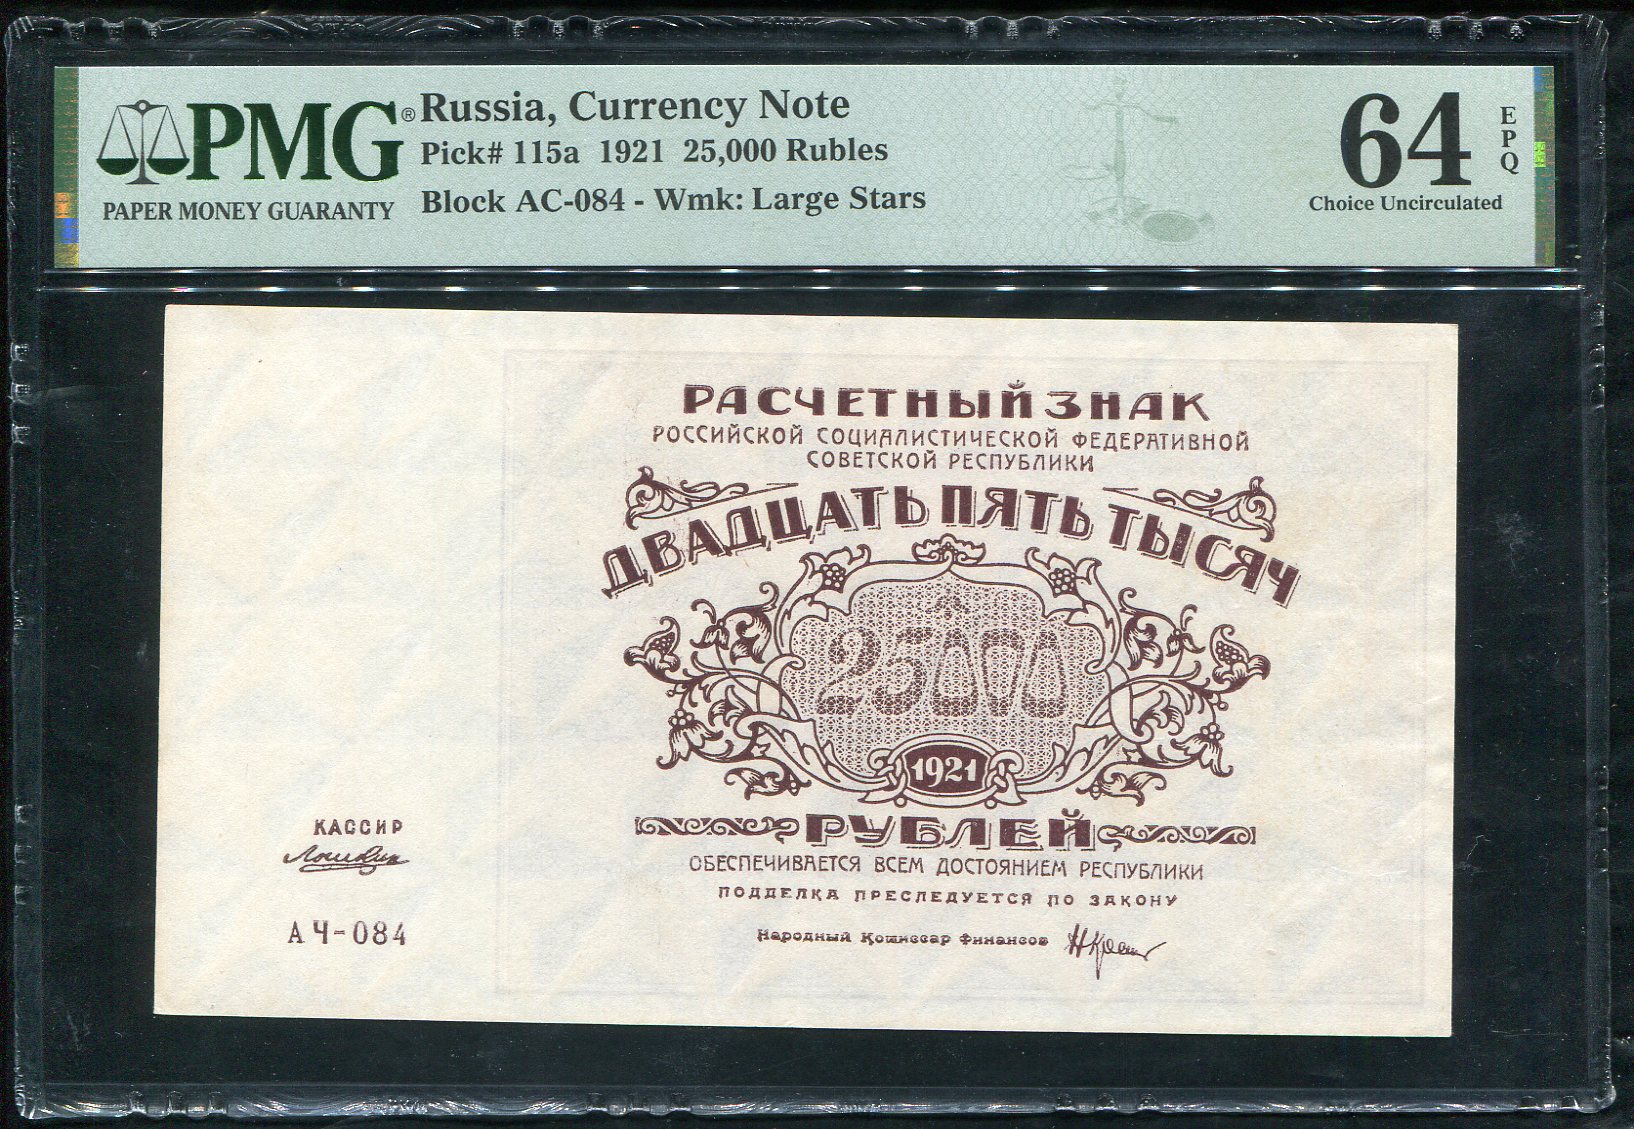 PMG®
PAPER MONEY GUARANTY
Russia, Currency Note
Pick# 115a 1921 25,000 Rubles
Block AC-084 - Wmk: Large Stars
64 EPQ
Choice Uncirculated
РАСЧЕТНЫЙ ЗНАК
РОССИЙСКОЙ СОЦИАЛИСТИЧЕСКОЙ ФЕДЕРАТИВНОЙ
СОВЕТСКОЙ РЕСПУБЛИКИ
ДВАДЦАТЬ ПЯТЬ ТЫСЯЧ
25000
1921
РУБЛЕЙ
ОБЕСПЕЧИВАЕТСЯ ВСЕМ ДОСТОЯНИЕМ РЕСПУБЛИКИ
ПОДДЕЛКА ПРЕСЛЕДУЕТСЯ ПО ЗАКОНУ
Народный Комиссар Финансов
КАССИР
АЧ-084